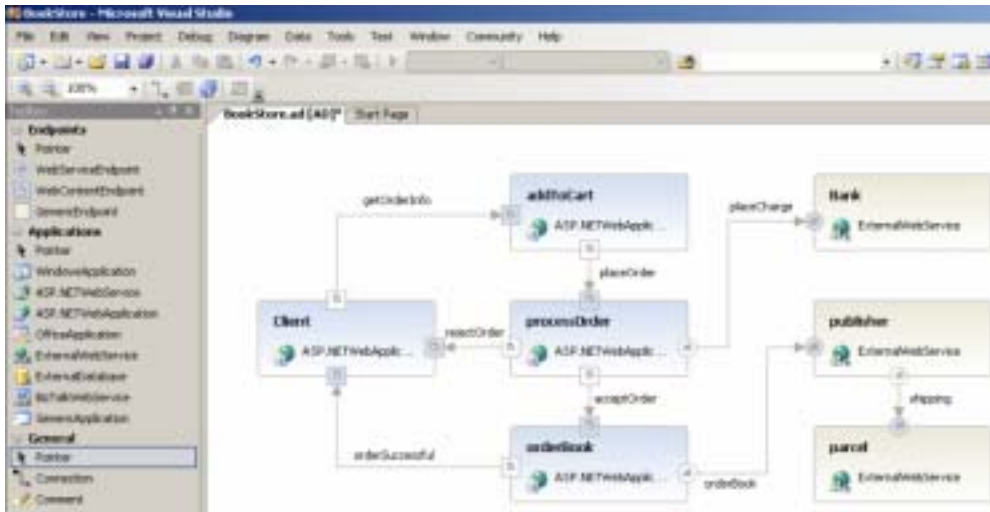 BookStore - Microsoft Visual Studio
File Edit View Project Debug Diagram Data Tools Test Window Community Help
100%
BookStore.ad [AD]* Start Page
Endpoints
Pointer
WebServiceEndpoint
WebContentEndpoint
GenericEndpoint
Applications
Pointer
WindowsApplication
ASP.NETWebService
ASP.NETWebApplication
OfficeApplication
ExternalWebService
ExternalDatabase
BizTalkWebService
GenericApplication
General
Pointer
Connection
Comment
getOrderInfo
addToCart
ASP.NETWebApplic...
placeCharge
Bank
ExternalWebService
placeOrder
Client
ASP.NETWebApplic...
rejectOrder
processOrder
ASP.NETWebApplic...
publisher
ExternalWebService
acceptOrder
shipping
orderSuccessful
orderBook
ASP.NETWebApplic...
orderBook
parcel
ExternalWebService